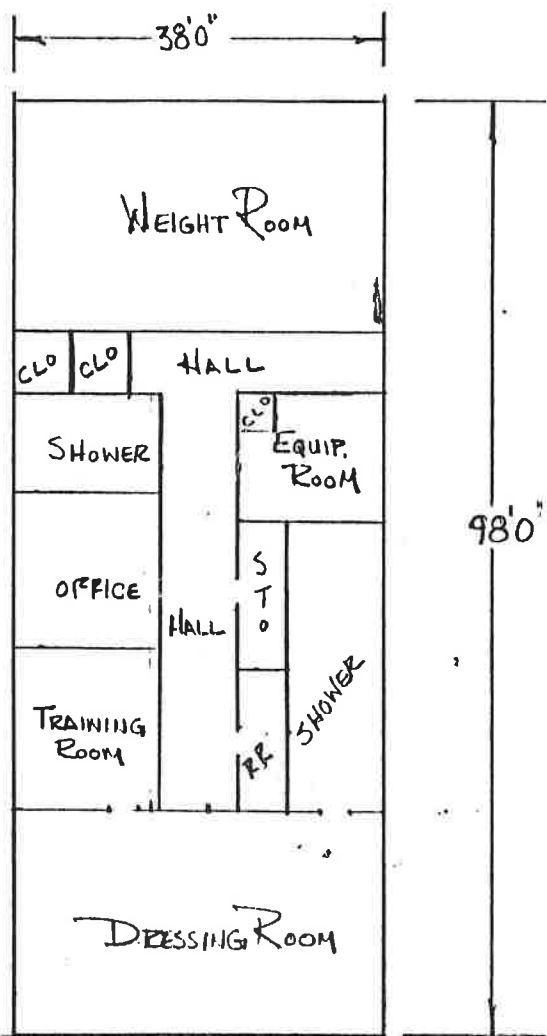 38'0"
WEIGHT ROOM
CLO
CLO
HALL
SHOWER
CLO
EQUIP.
ROOM
98'0"
OFFICE
S
T
O
HALL
SHOWER
TRAINING
ROOM
RR.
DRESSING ROOM